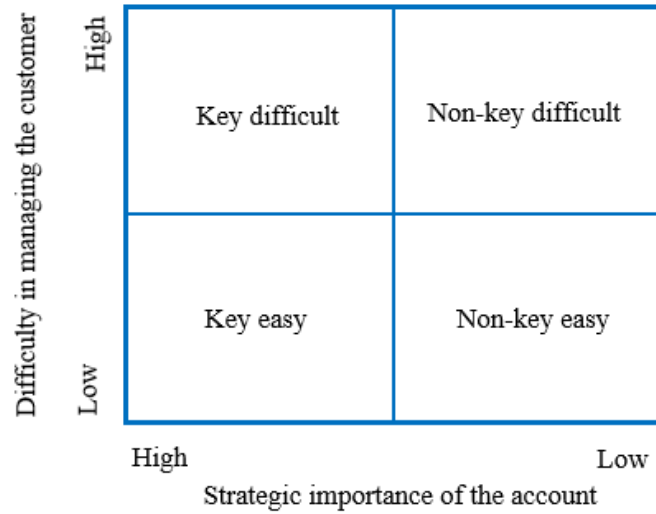 Difficulty in managing the customer
High
Low
Key difficult
Non-key difficult
Key easy
Non-key easy
High
Low
Strategic importance of the account